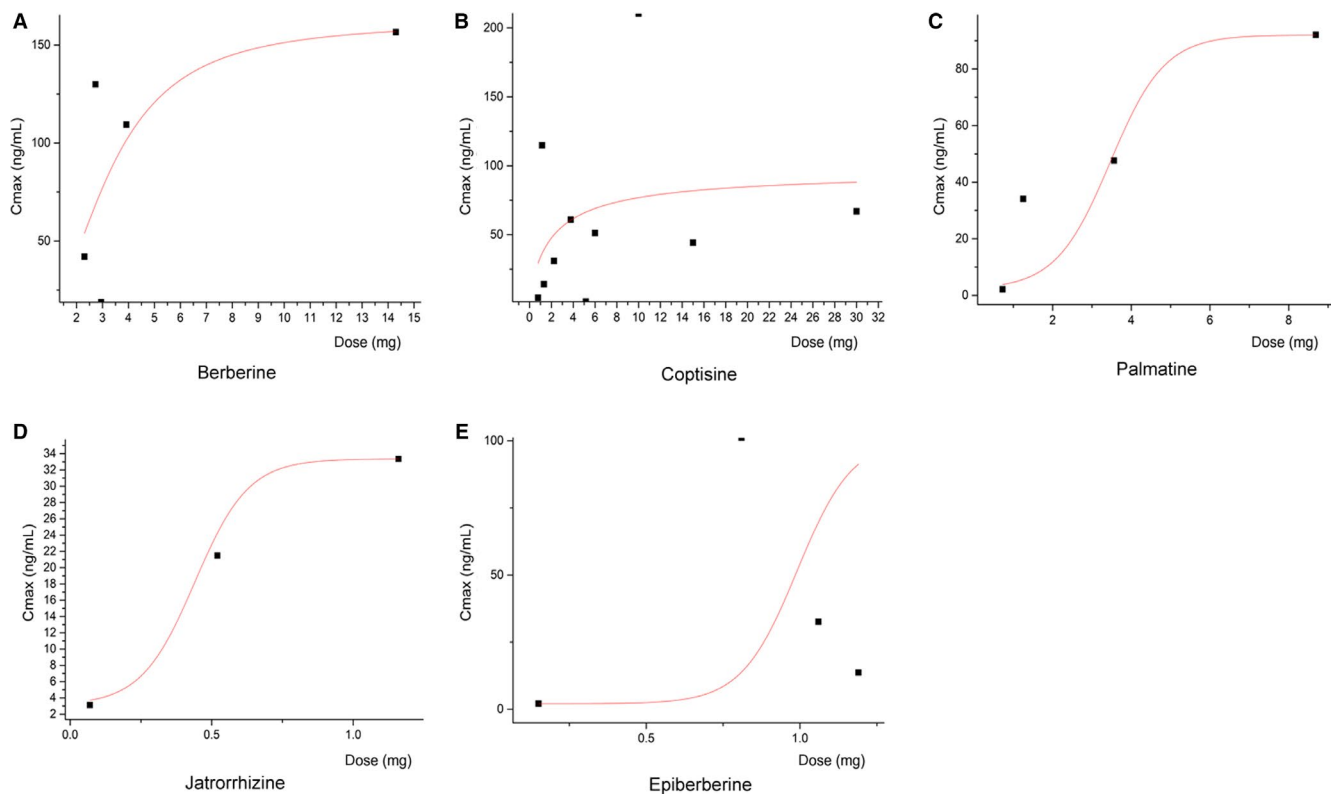 A
Cmax (ng/mL)
150
100
50
2 3 4 5 6 7 8 9 10 11 12 13 14 15
Dose (mg)
Berberine
B
Cmax (ng/mL)
200
150
100
50
0 2 4 6 8 10 12 14 16 18 20 22 24 26 28 30 32
Dose (mg)
Coptisine
C
Cmax (ng/mL)
80
60
40
20
0
2 4 6 8
Dose (mg)
Palmatine
D
Cmax (ng/mL)
34
32
30
28
26
24
22
20
18
16
14
12
10
8
6
4
2
0.0 0.5 1.0
Dose (mg)
Jatrorrhizine
E
Cmax (ng/mL)
100
50
0
0.5 1.0
Dose (mg)
Epiberberine